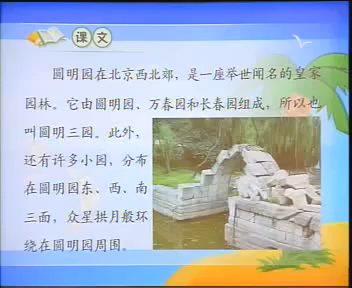 课文
圆明园在北京西北郊，是一座举世闻名的皇家
园林。它由圆明园、万春园和长春园组成，所以也
叫圆明三园。此外，
还有许多小园，分布
在圆明园东、西、南
三面，众星拱月般环
绕在圆明园周围。